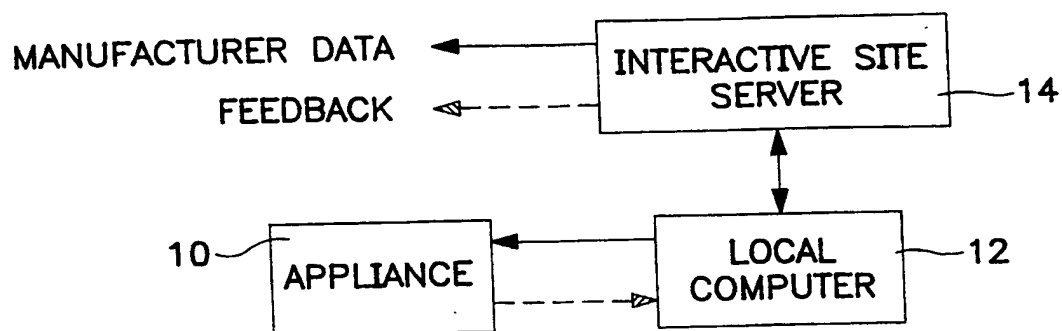 MANUFACTURER DATA
FEEDBACK
INTERACTIVE SITE
SERVER
14
10
APPLIANCE
LOCAL
COMPUTER
12